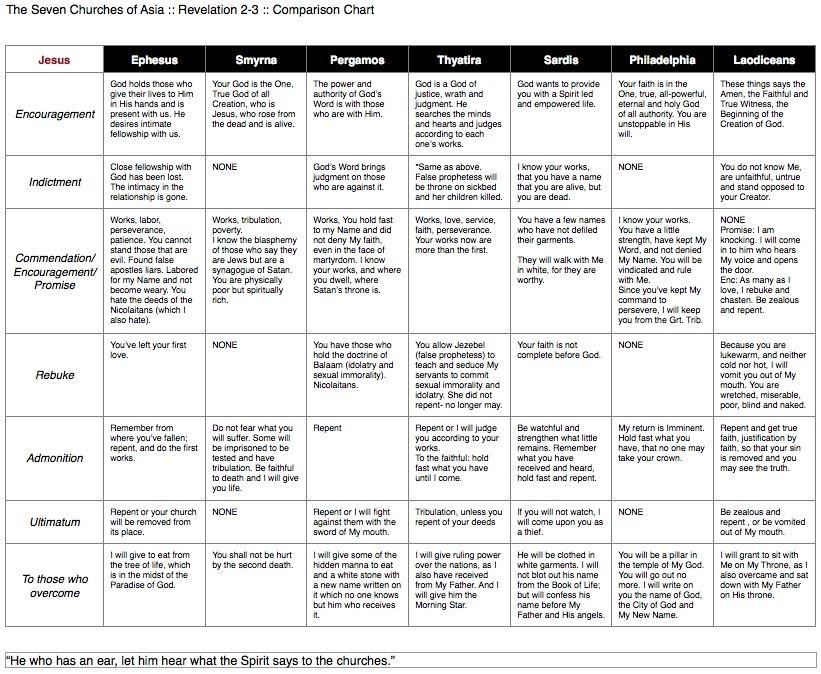 The Seven Churches of Asia :: Revelation 2-3 :: Comparison Chart
Jesus
Ephesus
Smyrna
Pergamos
Thyatira
Sardis
Philadelphia
Laodiceans
Encouragement
God holds those who
give their lives to Him
in His hands and is
present with us. He
desires intimate
fellowship with us.
Your God is the One,
True God of all
Creation, who is
Jesus, who rose from
the dead and is alive.
The power and
authority of God's
Word is with those
who are with Him.
God is a God of
justice, wrath and
judgment. He
searches the minds
and hearts and judges
according to each
one's works.
God wants to provide
you with a Spirit led
and empowered life.
Your faith is in the
One, true, all-powerful,
eternal and holy God
of all authority. You are
unstoppable in His
will.
These things says the
Amen, the Faithful and
True Witness, the
Beginning of the
Creation of God.
Indictment
Close fellowship with
God has been lost.
The intimacy in the
relationship is gone.
NONE
God's Word brings
judgment on those
who are against it.
*Same as above.
False prophetess will
be throne on sickbed
and her children killed.
I know your works,
that you have a name
that you are alive, but
you are dead.
NONE
You do not know Me,
are unfaithful, untrue
and stand opposed to
your Creator.
Commendation/
Encouragement/
Promise
Works, labor,
perseverance,
patience. You cannot
stand those that are
evil. Found false
apostles liars. Labored
for my Name and not
become weary. You
hate the deeds of the
Nicolaitans (which I
also hate).
Works, tribulation,
poverty.
I know the blasphemy
of those who say they
are Jews but are a
synagogue of Satan.
You are physically
poor but spiritually
rich.
Works, You hold fast
to my Name and did
not deny My faith,
even in the face of
martyrdom. I know
your works, and where
you dwell, where
Satan's throne is.
Works, love, service,
faith, perseverance.
Your works now are
more than the first.
You have a few names
who have not defiled
their garments.
They will walk with Me
in white, for they are
worthy.
I know your works.
You have a little
strength, have kept My
Word, and not denied
My Name. You will be
vindicated and rule
with Me.
Since you've kept My
command to
persevere, I will keep
you from the Grt. Trib.
NONE
Promise: I am
knocking. I will come
in to him who hears
My voice and opens
the door.
Enc: As many as I
love, I rebuke and
chasten. Be zealous
and repent.
Rebuke
You've left your first
love.
NONE
You have those who
hold the doctrine of
Balaam (idolatry and
sexual immorality).
Nicolaitans.
You allow Jezebel
(false prophetess) to
teach and seduce My
servants to commit
sexual immorality and
idolatry. She did not
repent- no longer may.
Your faith is not
complete before God.
NONE
Because you are
lukewarm, and neither
cold nor hot, I will
vomit you out of My
mouth. You are
wretched, miserable,
poor, blind and naked.
Admonition
Remember from
where you've fallen;
repent, and do the first
works.
Do not fear what you
will suffer. Some will
be imprisoned to be
tested and have
tribulation. Be faithful
to death and I will give
you life.
Repent
Repent or I will judge
you according to your
works.
To the faithful: hold
fast what you have
until I come.
Be watchful and
strengthen what little
remains. Remember
what you have
received and heard,
hold fast and repent.
My return is Imminent.
Hold fast what you
have, that no one may
take your crown.
Repent and get true
faith, justification by
faith, so that your sin
is removed and you
may see the truth.
Ultimatum
Repent or your church
will be removed from
its place.
NONE
Repent or I will fight
against them with the
sword of My mouth.
Tribulation, unless you
repent of your deeds
If you will not watch, I
will come upon you as
a thief.
NONE
Be zealous and
repent , or be vomited
out of My mouth.
To those who
overcome
I will give to eat from
the tree of life, which
is in the midst of the
Paradise of God.
You shall not be hurt
by the second death.
I will give some of the
hidden manna to eat
and a white stone with
a new name written on
it which no one knows
but him who receives
it.
I will give ruling power
over the nations, as I
also have received
from My Father. And I
will give him the
Morning Star.
He will be clothed in
white garments. I will
not blot out his name
from the Book of Life;
but will confess his
name before My
Father and His angels.
You will be a pillar in
the temple of My God.
You will go out no
more. I will write on
you the name of God,
the City of God and
My New Name.
I will grant to sit with
Me on My Throne, as I
also overcame and sat
down with My Father
on His throne.
“He who has an ear, let him hear what the Spirit says to the churches.”